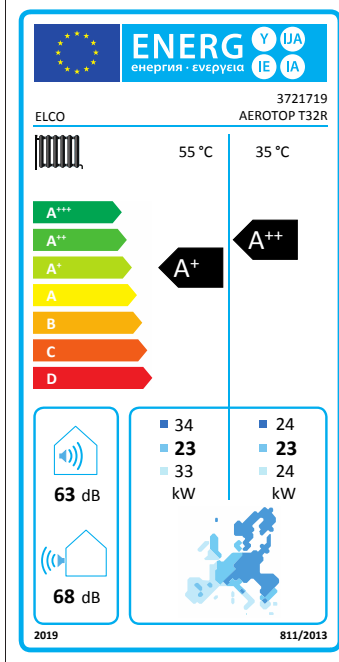 ENERG Y IJA
енергия · ενεργεια IE IA
3721719
ELCO AEROTOP T32R
55 °C 35 °C
A+++
A++
A+
A
B
C
D
A+
A++
63 dB
68 dB
34 24
23 23
33 24
kW kW
2019 811/2013